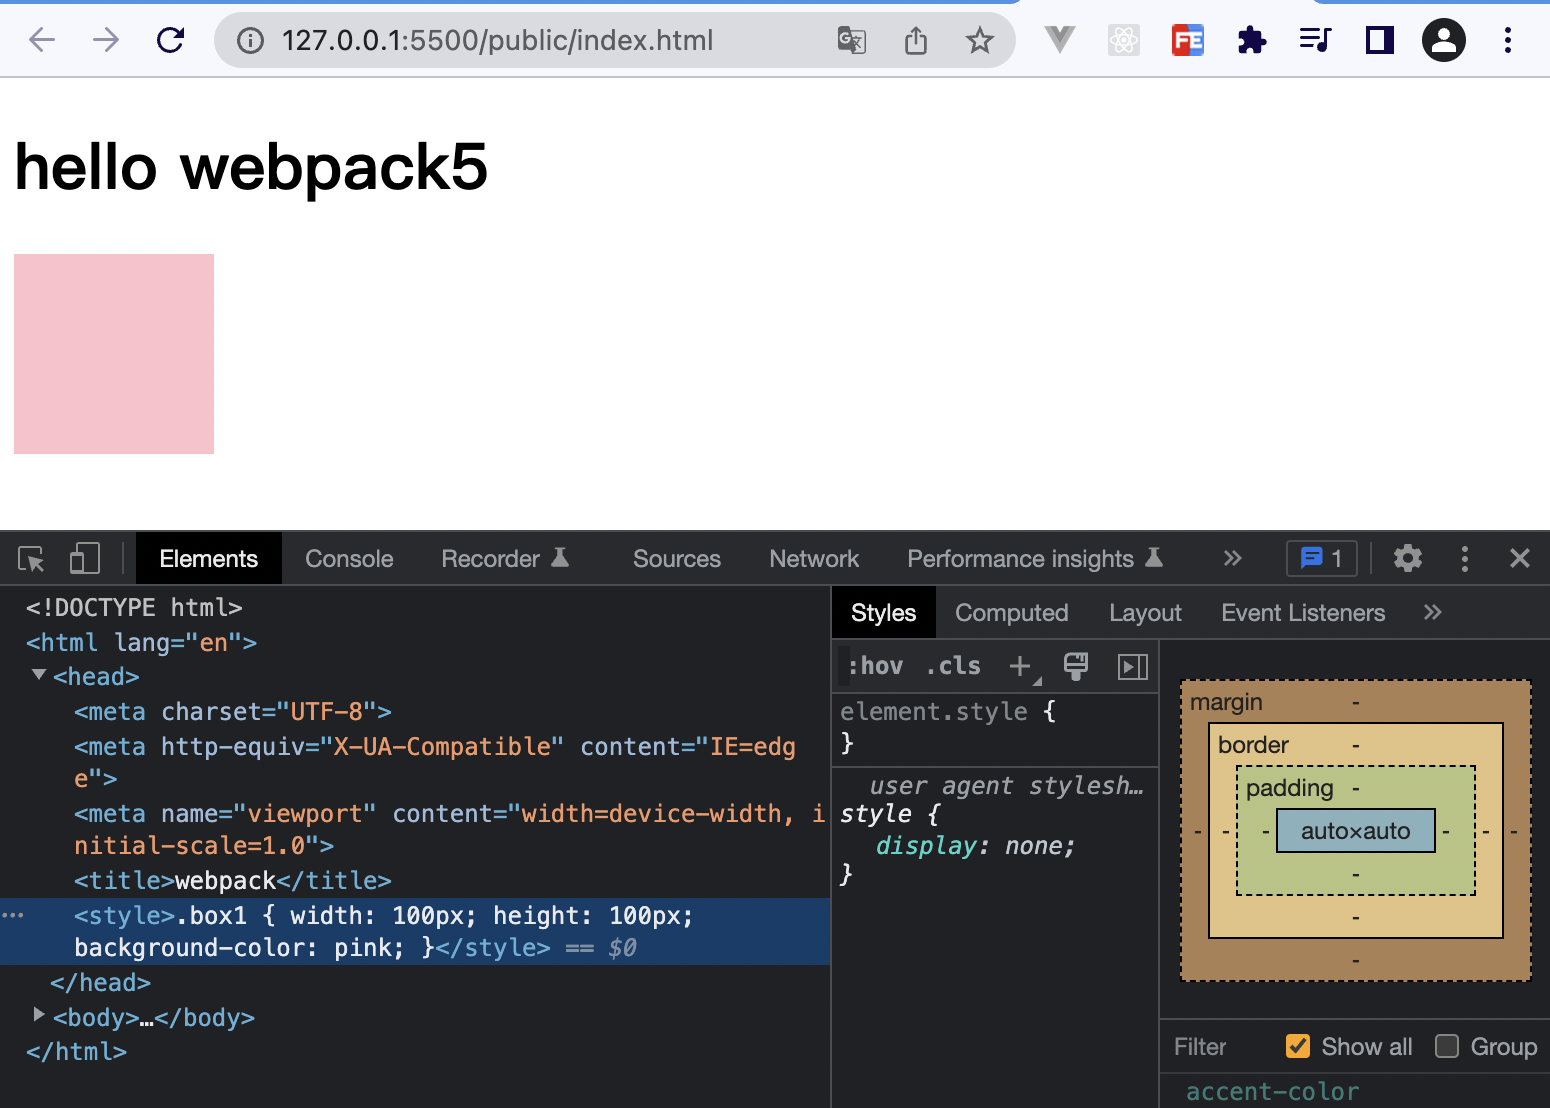 127.0.0.1:5500/public/index.html
FE
hello webpack5
Elements Console Recorder Sources Network Performance insights 1
<!DOCTYPE html>
<html lang="en">
<head>
<meta charset="UTF-8">
<meta http-equiv="X-UA-Compatible" content="IE=edg
e">
<meta name="viewport" content="width=device-width, i
nitial-scale=1.0">
<title>webpack</title>
<style>.box1 { width: 100px; height: 100px;
background-color: pink; }</style> == $0
</head>
<body>…</body>
</html>
Styles Computed Layout Event Listeners
:hov .cls
element.style {
}
user agent stylesh…
style {
display: none;
}
margin -
border -
padding -
- - - auto×auto - - -
-
-
-
Filter Show all Group
accent-color